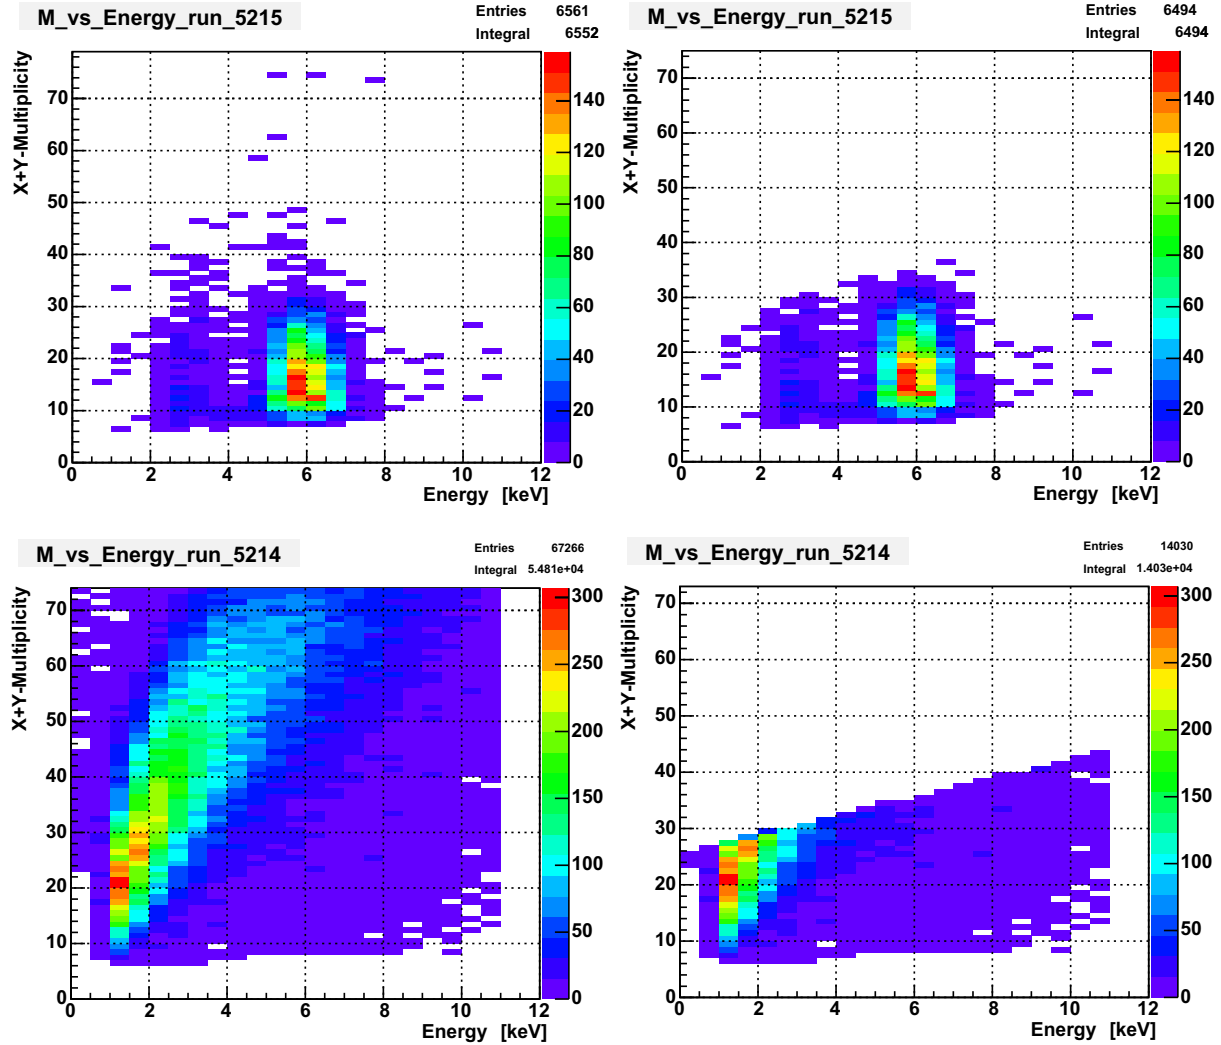 M_vs_Energy_run_5215
Entries 6561
Integral 6552
X+Y-Multiplicity
70
60
50
40
30
20
10
0
0 2 4 6 8 10 12
Energy [keV]
140
120
100
80
60
40
20
0
M_vs_Energy_run_5215
Entries 6494
Integral 6494
X+Y-Multiplicity
70
60
50
40
30
20
10
0
0 2 4 6 8 10 12
Energy [keV]
140
120
100
80
60
40
20
0
M_vs_Energy_run_5214
Entries 67266
Integral 5.481e+04
X+Y-Multiplicity
70
60
50
40
30
20
10
0
0 2 4 6 8 10 12
Energy [keV]
300
250
200
150
100
50
0
M_vs_Energy_run_5214
Entries 14030
Integral 1.403e+04
X+Y-Multiplicity
70
60
50
40
30
20
10
0
0 2 4 6 8 10 12
Energy [keV]
300
250
200
150
100
50
0